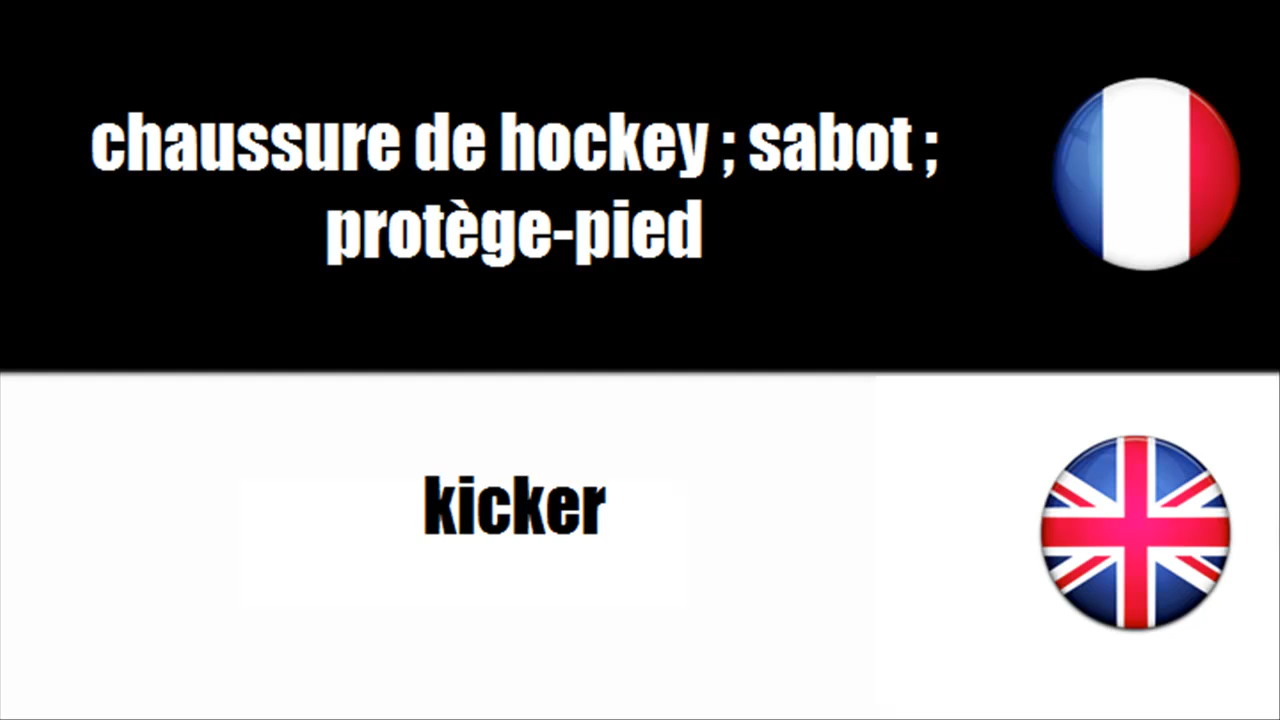 chaussure de hockey ; sabot ;
protège-pied
kicker